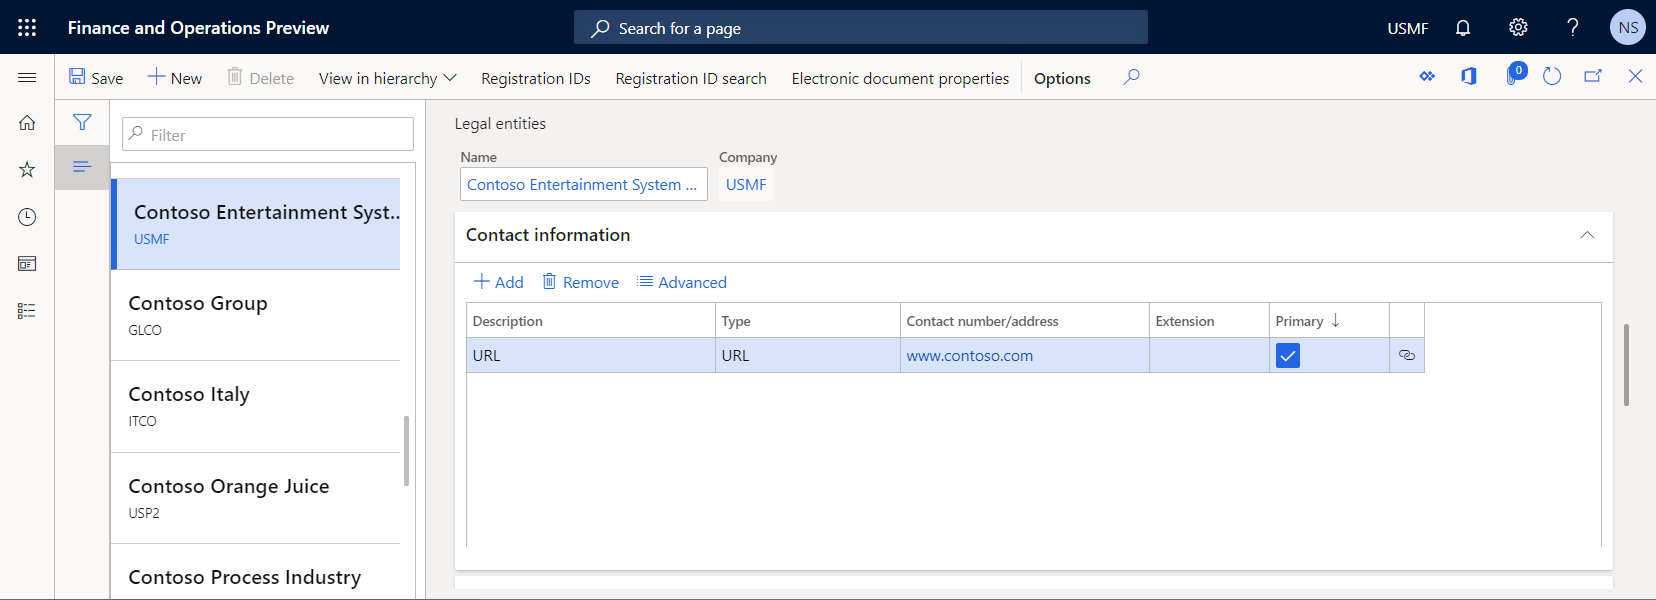 Finance and Operations Preview
Search for a page
USMF
?
NS
Save
New
Delete
View in hierarchy
Registration IDs
Registration ID search
Electronic document properties
Options
0
Filter
Contoso Entertainment Syst..
USMF
Contoso Group
GLCO
Contoso Italy
ITCO
Contoso Orange Juice
USP2
Contoso Process Industry
Legal entities
Name
Company
Contoso Entertainment System ...
USMF
Contact information
Add
Remove
Advanced
Description
Type
Contact number/address
Extension
Primary
URL
URL
www.contoso.com